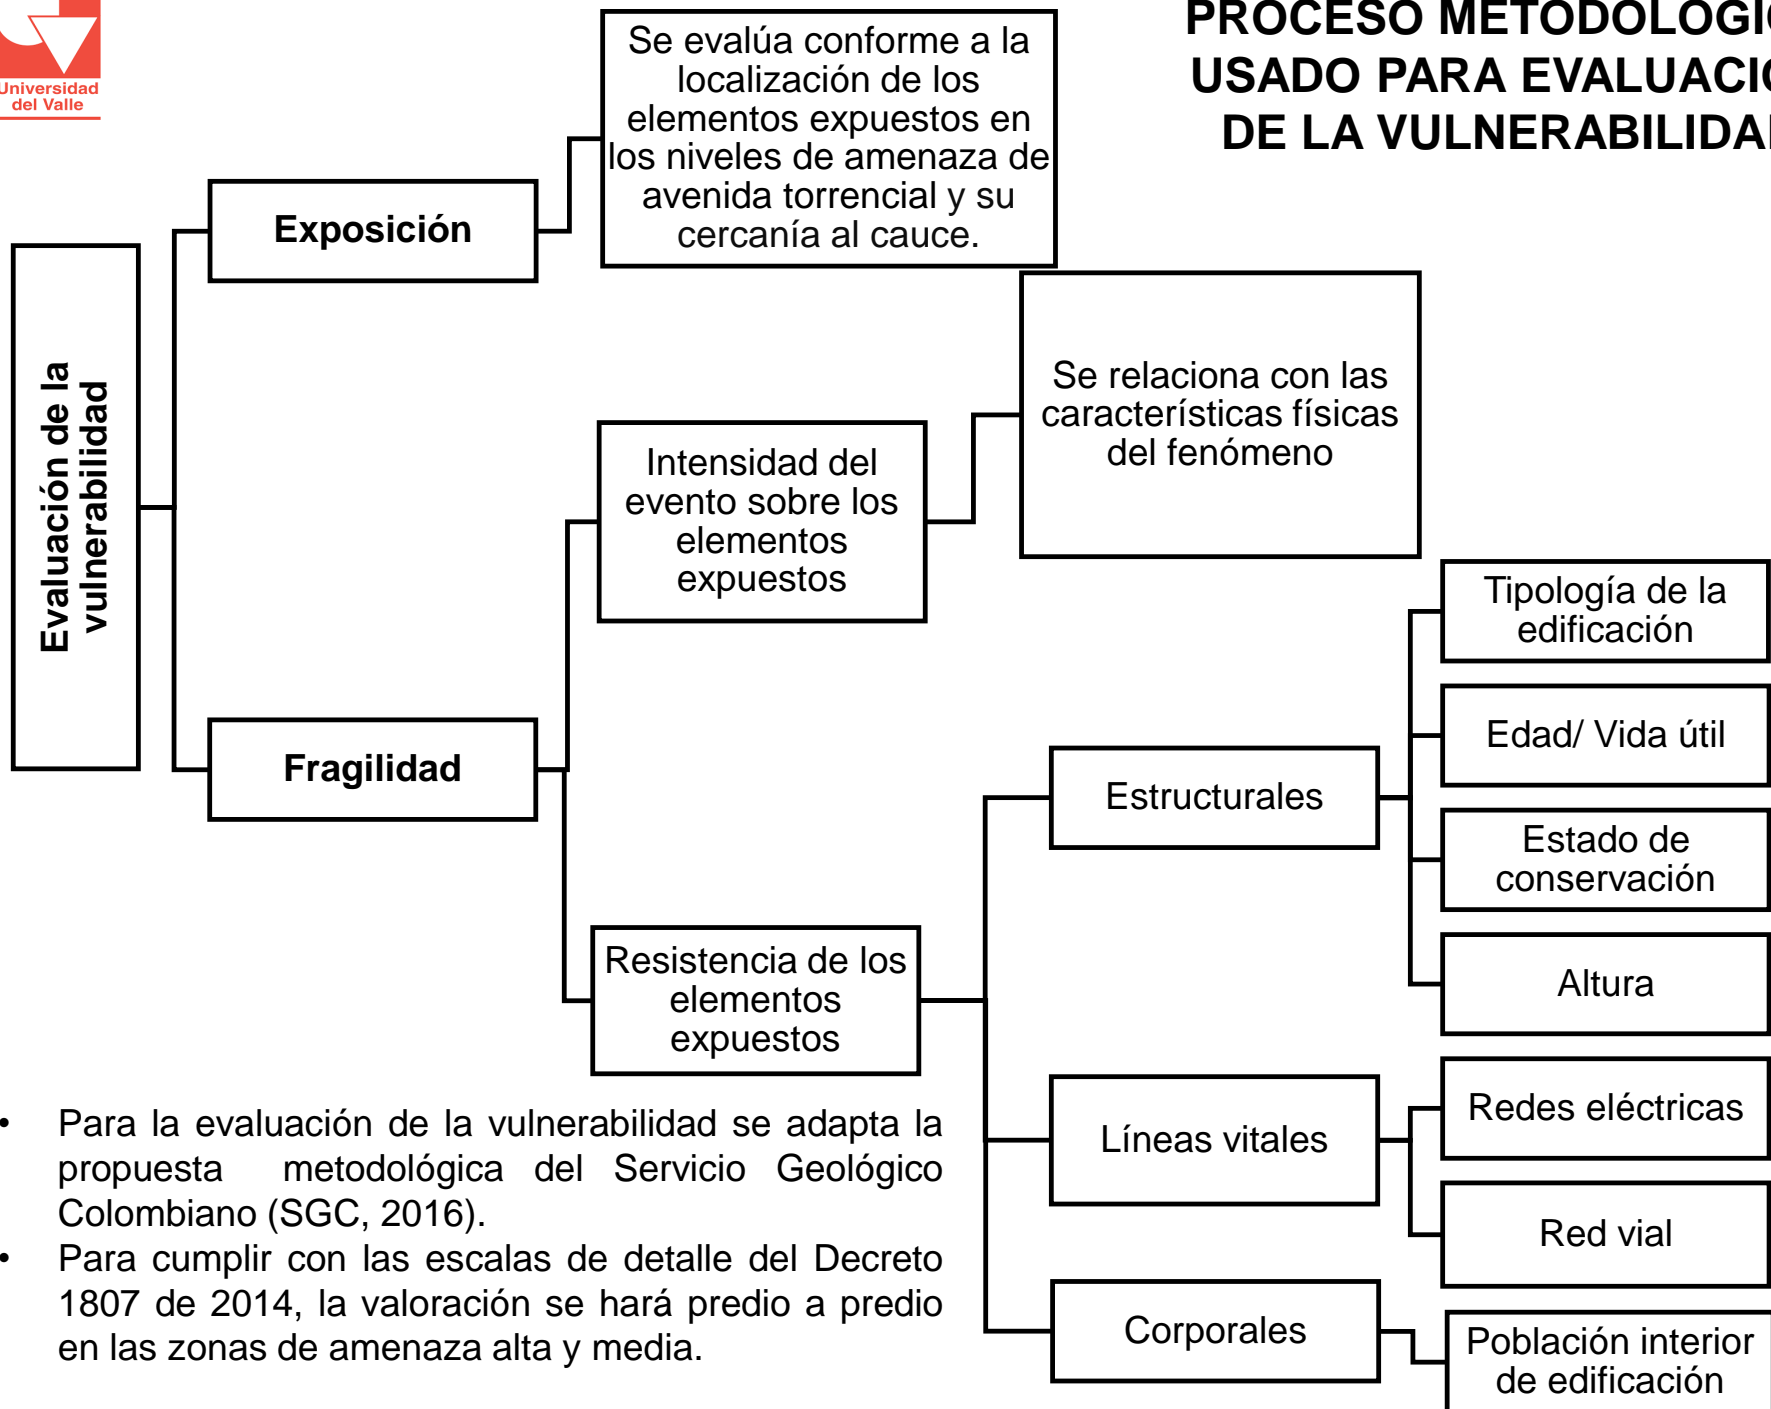 Universidad
del Valle
PROCESO METODOLÓGIC
USADO PARA EVALUACIÓ
DE LA VULNERABILIDA
Se evalúa conforme a la
localización de los
elementos expuestos en
los niveles de amenaza de
avenida torrencial y su
cercanía al cauce.
Exposición
Evaluación de la
vulnerabilidad
Se relaciona con las
características físicas
del fenómeno
Intensidad del
evento sobre los
elementos
expuestos
Fragilidad
Resistencia de los
elementos
expuestos
Estructurales
Tipología de la
edificación
Edad/ Vida útil
Estado de
conservación
Altura
Líneas vitales
Redes eléctricas
Red vial
Corporales
Población interior
de edificación
• Para la evaluación de la vulnerabilidad se adapta la
propuesta metodológica del Servicio Geológico
Colombiano (SGC, 2016).
• Para cumplir con las escalas de detalle del Decreto
1807 de 2014, la valoración se hará predio a predio
en las zonas de amenaza alta y media.